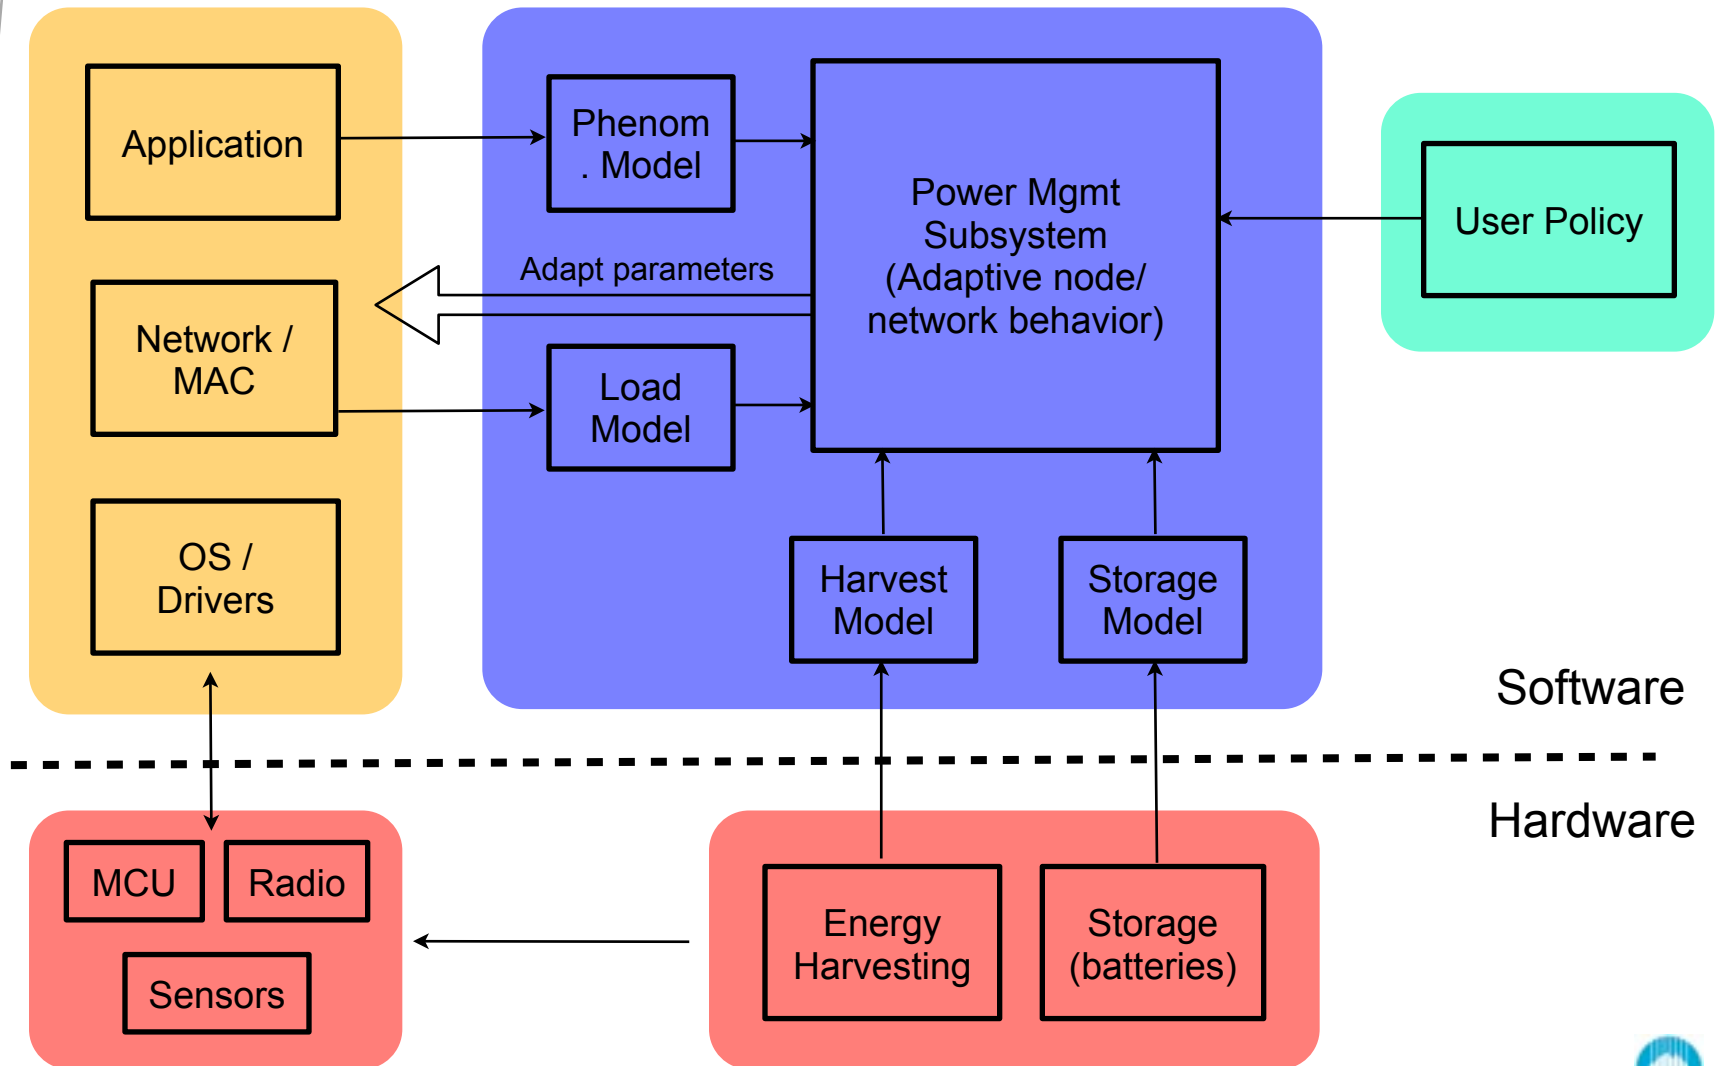 Application
Phenom
. Model
Power Mgmt
Subsystem
(Adaptive node/
network behavior)
User Policy
Adapt parameters
Network /
MAC
Load
Model
OS /
Drivers
Harvest
Model
Storage
Model
Software
Hardware
MCU
Radio
Sensors
Energy
Harvesting
Storage
(batteries)